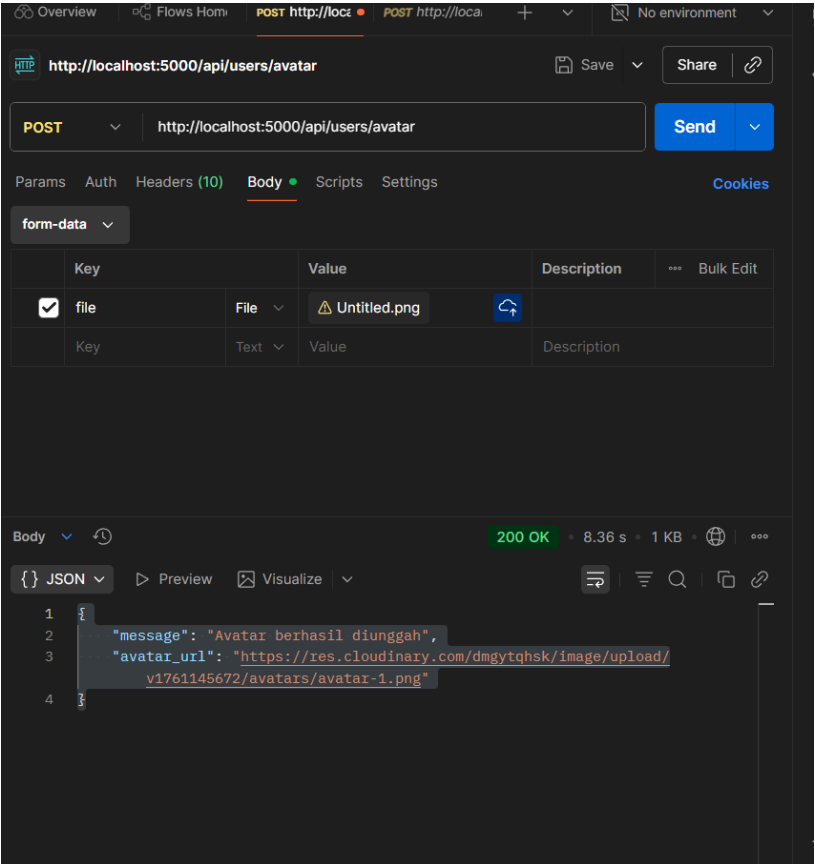 Overview Flows Hom POST http://loca POST http://local No environment
HTTP http://localhost:5000/api/users/avatar Save Share
POST http://localhost:5000/api/users/avatar Send
Params Auth Headers (10) Body Scripts Settings Cookies
form-data
Key Value Description Bulk Edit
file File Untitled.png
Key Text Value Description
Body 200 OK 8.36 s 1 KB
{} JSON Preview Visualize
1 {
2 "message": "Avatar berhasil diunggah",
3 "avatar_url": "https://res.cloudinary.com/dmgytqhsk/image/upload/
v1761145672/avatars/avatar-1.png"
4 }